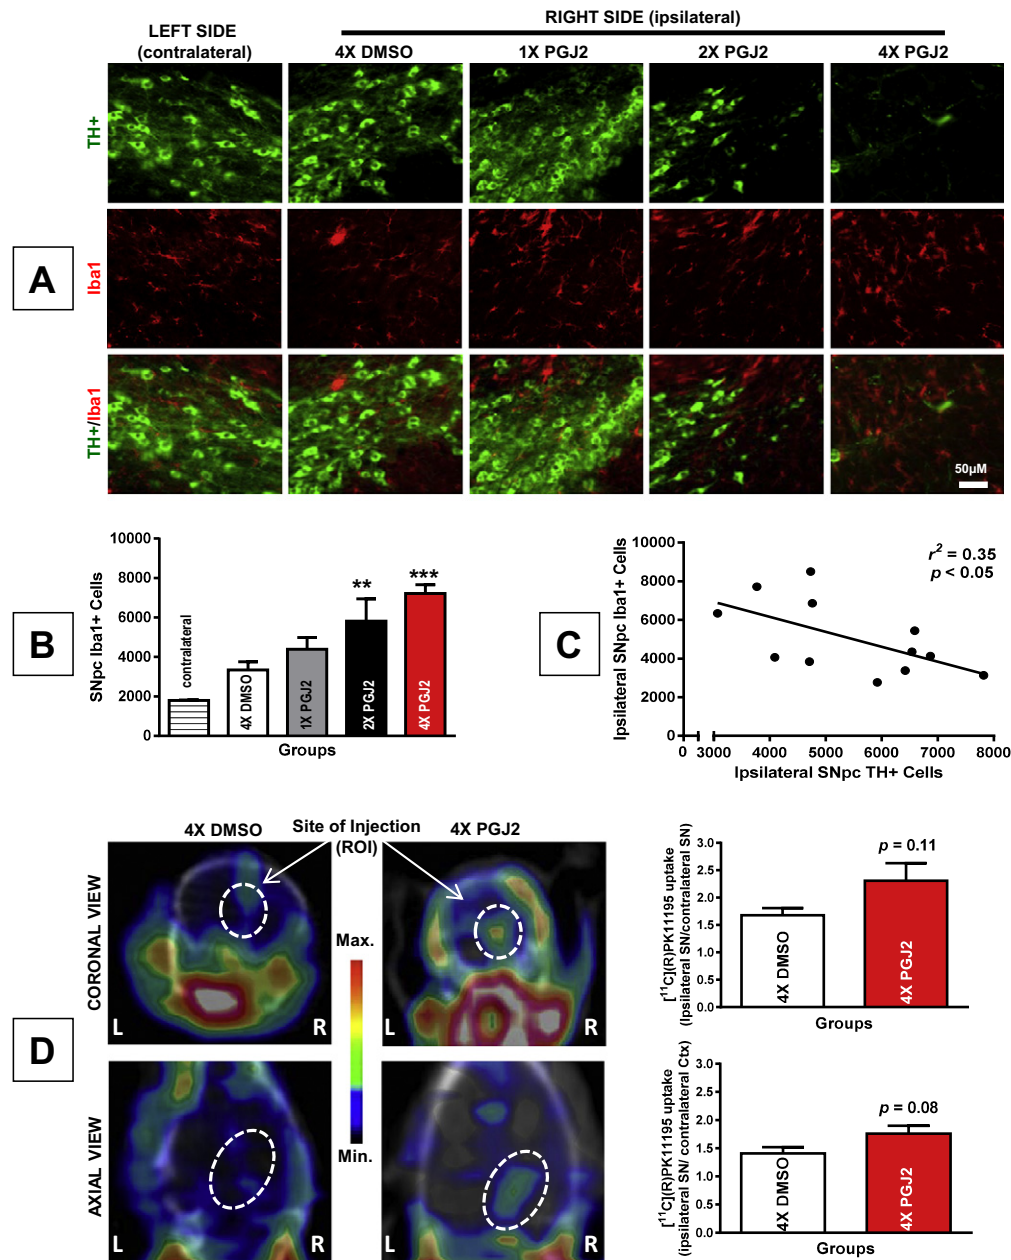 LEFT SIDE
(contralateral)
RIGHT SIDE (ipsilateral)
4X DMSO
1X PGJ2
2X PGJ2
4X PGJ2
A
TH+
Iba1
TH+/Iba1
50µM
B
SNpc Iba1+ Cells
10000
8000
6000
4000
2000
0
contralateral
4X DMSO
1X PGJ2
2X PGJ2
4X PGJ2
**
***
Groups
C
Ipsilateral SNpc Iba1+ Cells
10000
8000
6000
4000
2000
0
r² = 0.35
p < 0.05
0 3000 4000 5000 6000 7000 8000
Ipsilateral SNpc TH+ Cells
D
4X DMSO
Site of Injection
(ROI)
4X PGJ2
CORONAL VIEW
L R
L R
Max.
Min.
AXIAL VIEW
L R
L R
[¹¹C](R)PK11195 uptake
(Ipsilateral SN/contralateral SN)
3.0
2.5
2.0
1.5
1.0
0.5
0.0
p = 0.11
4X DMSO
4X PGJ2
Groups
[¹¹C](R)PK11195 uptake
(ipsilateral SN/ contralateral Ctx)
3.0
2.5
2.0
1.5
1.0
0.5
0.0
p = 0.08
4X DMSO
4X PGJ2
Groups